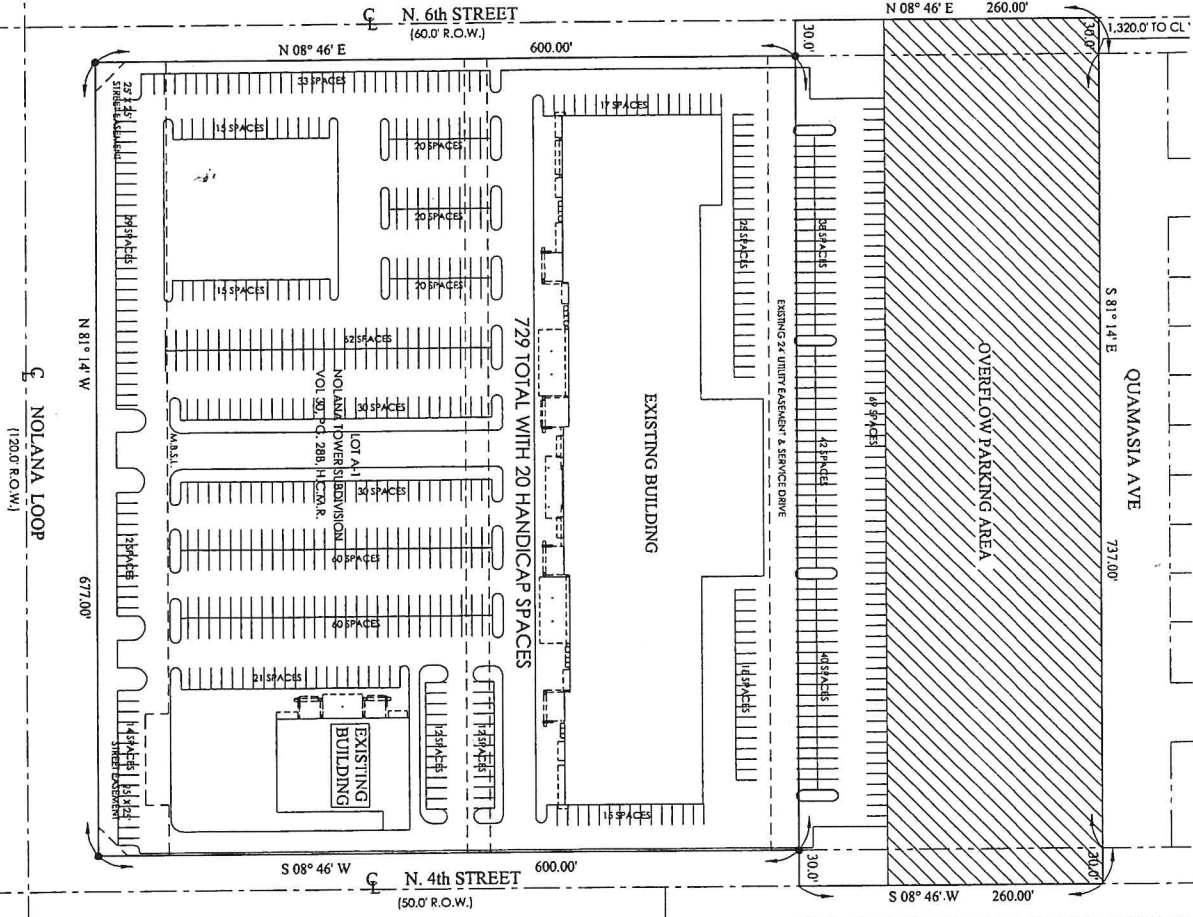 N. 6th STREET
(60.0' R.O.W.)
N 08° 46' E
600.00'
N 08° 46' E
260.00'
30.0'
30.0'
1,320.0' TO CL
25' X 25'
STREET EASEMENT
33 SPACES
15 SPACES
20 SPACES
17 SPACES
20 SPACES
29 SPACES
25 SPACES
38 SPACES
20 SPACES
15 SPACES
N 81° 14' W
62 SPACES
729 TOTAL WITH 20 HANDICAP SPACES
EXISTING 24' UTILITY EASEMENT & SERVICE DRIVE
S 81° 14' E
QUAMASIA AVE
OVERFLOW PARKING AREA
NOLANA LOOP
(120.0' R.O.W.)
30 SPACES
M.B.S.L.
LOT A-1
NOLANA TOWER SUBDIVISION
VOL 30, PG. 28B, H.C.M.R.
EXISTING BUILDING
69 SPACES
42 SPACES
30 SPACES
12 SPACES
60 SPACES
677.00'
737.00'
60 SPACES
21 SPACES
40 SPACES
18 SPACES
14 SPACES
12 SPACES
12 SPACES
EXISTING
BUILDING
25' X 25'
STREET EASEMENT
15 SPACES
S 08° 46' W
600.00'
30.0'
30.0'
S 08° 46' W
260.00'
N. 4th STREET
(50.0' R.O.W.)